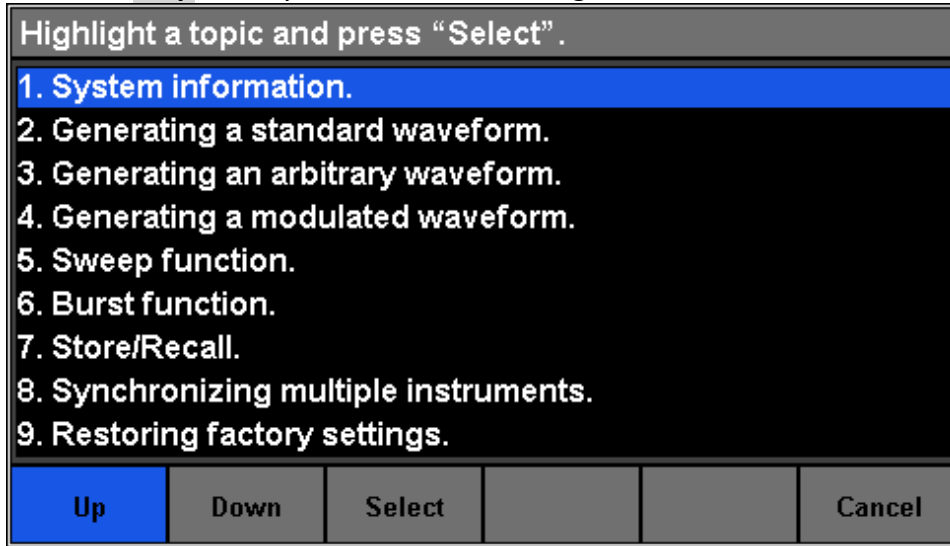 Highlight a topic and press “Select”.
1. System information.
2. Generating a standard waveform.
3. Generating an arbitrary waveform.
4. Generating a modulated waveform.
5. Sweep function.
6. Burst function.
7. Store/Recall.
8. Synchronizing multiple instruments.
9. Restoring factory settings.
Up Down Select Cancel